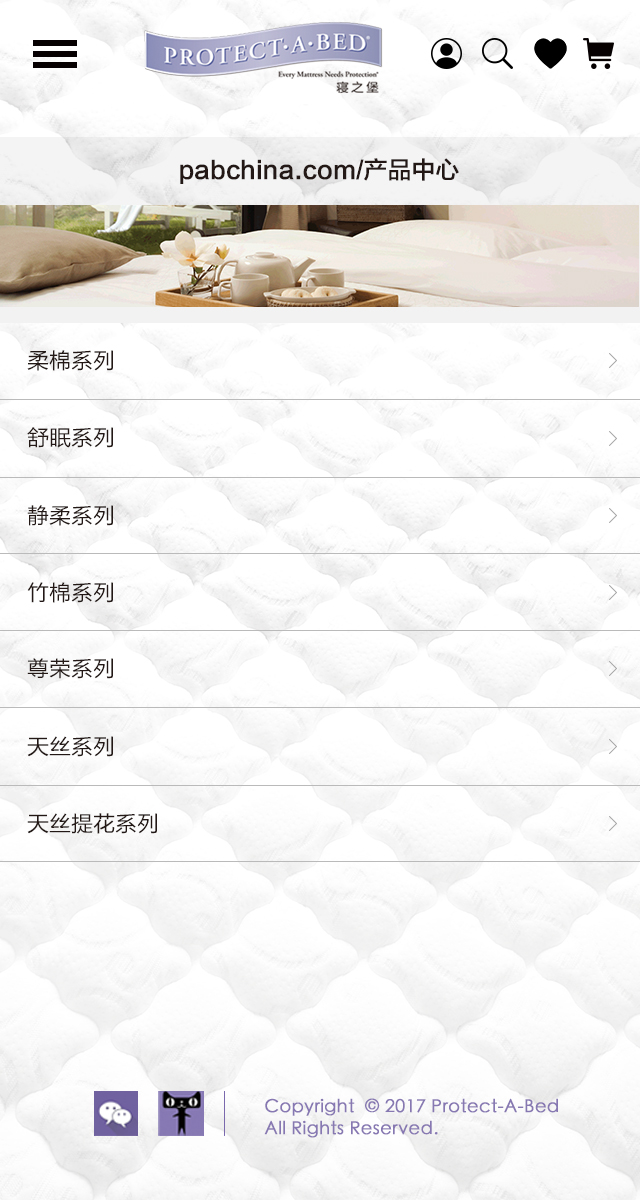 PROTECT·A·BED®
Every Mattress Needs Protection®
寝之堡
pabchina.com/产品中心
柔棉系列
舒眠系列
静柔系列
竹棉系列
尊荣系列
天丝系列
天丝提花系列
Copyright © 2017 Protect-A-Bed
All Rights Reserved.